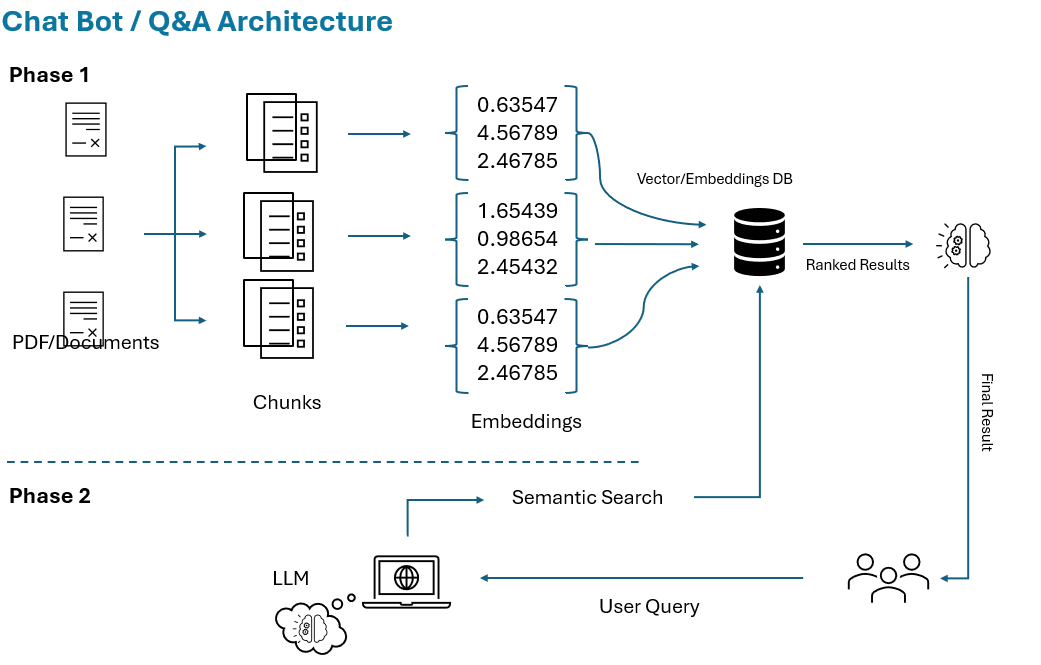 Chat Bot / Q&A Architecture
Phase 1
0.63547
4.56789
2.46785
1.65439
0.98654
2.45432
0.63547
4.56789
2.46785
Vector/Embeddings DB
Ranked Results
PDF/Documents
Chunks
Embeddings
Final Result
Phase 2
Semantic Search
LLM
User Query